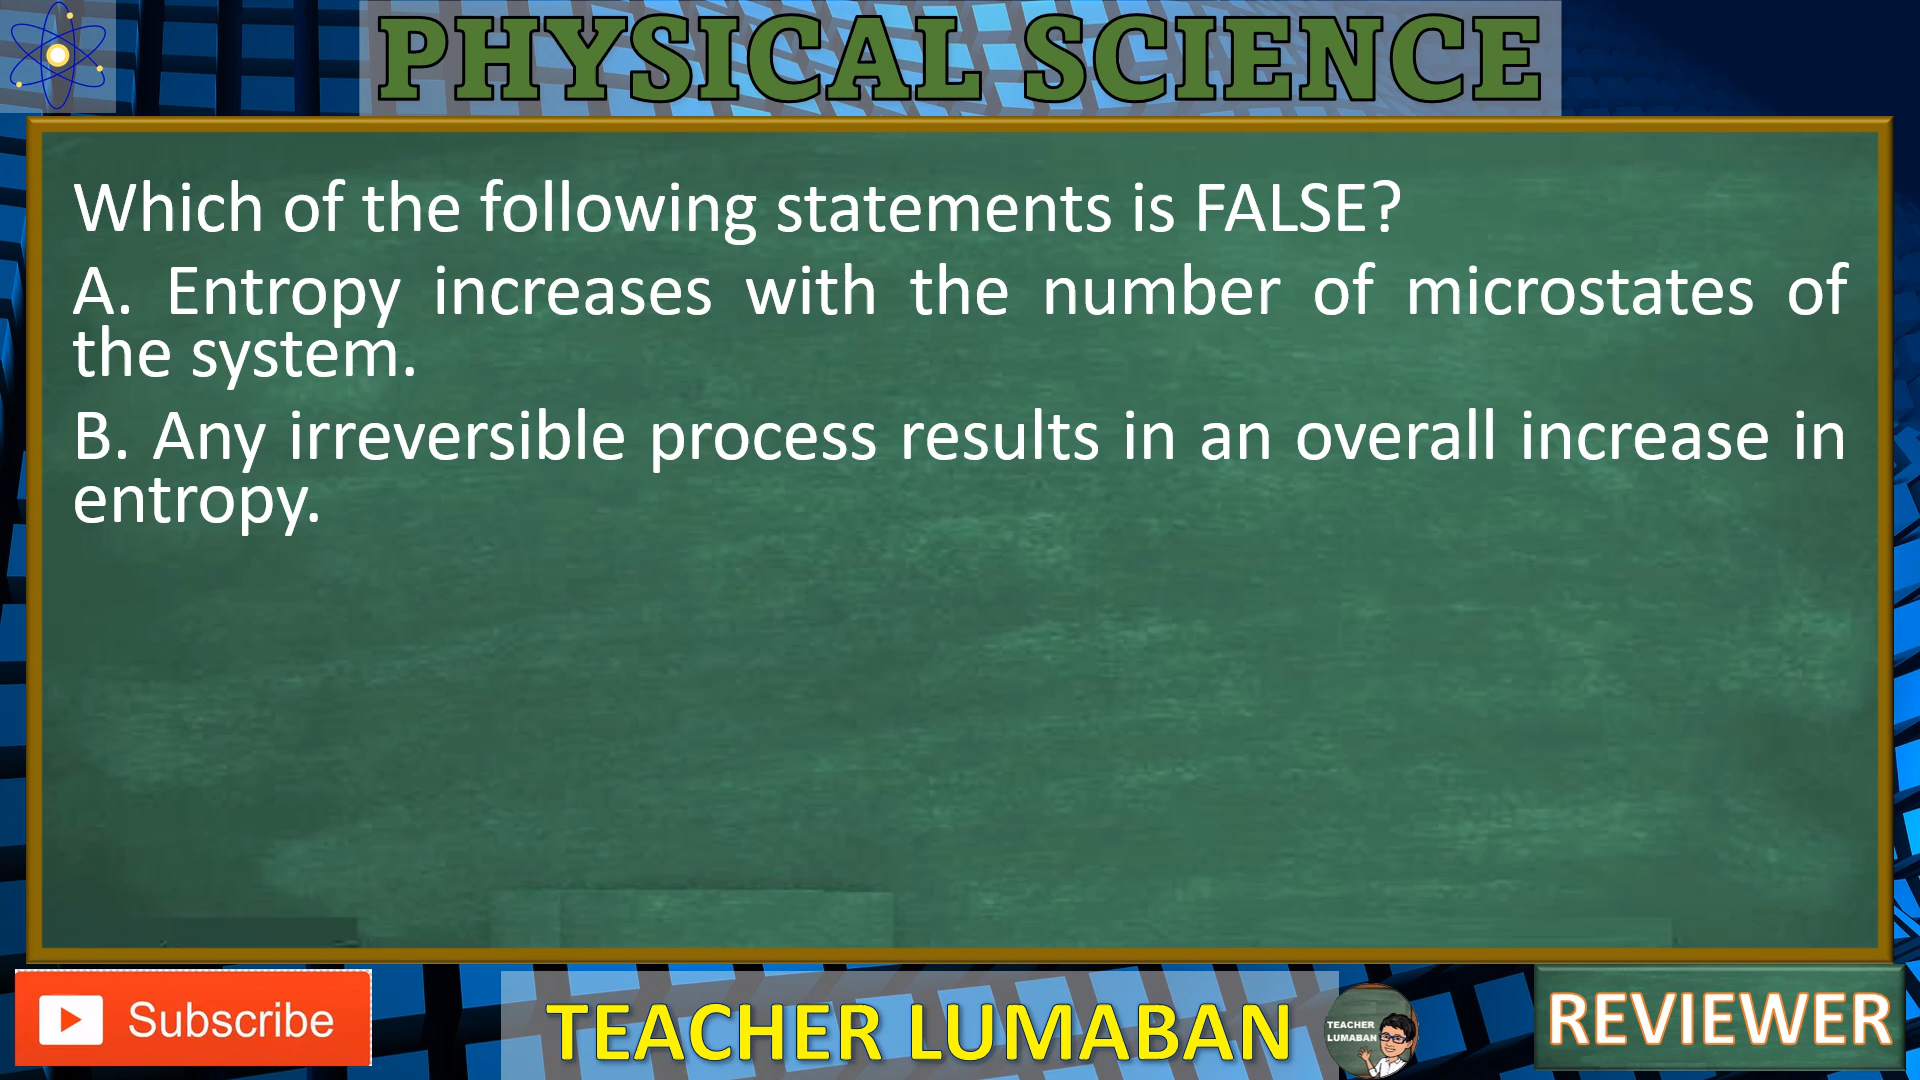 PHYSICAL SCIENCE
Which of the following statements is FALSE?
A. Entropy increases with the number of microstates of
the system.
B. Any irreversible process results in an overall increase in
entropy.
Subscribe
TEACHER LUMABAN
TEACHER
LUMABAN
REVIEWER